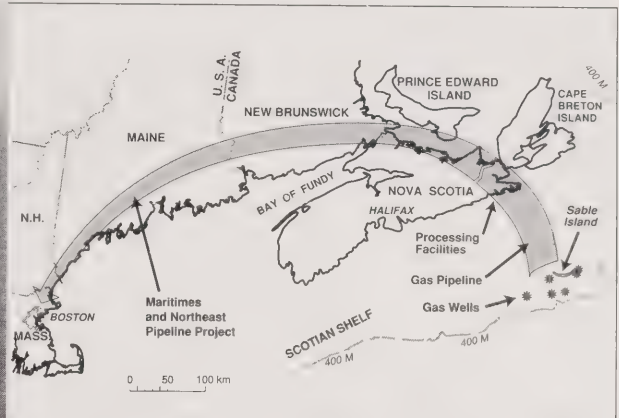 400 M
U. S. A.
CANADA
PRINCE EDWARD
ISLAND
CAPE
BRETON
ISLAND
NEW BRUNSWICK
MAINE
N.H.
BAY OF FUNDY
NOVA SCOTIA
HALIFAX
Sable
Island
Processing
Facilities
Gas Pipeline
Gas Wells
Maritimes
and Northeast
Pipeline Project
BOSTON
MASS
SCOTIAN SHELF
400 M
400 M
0 50 100 km